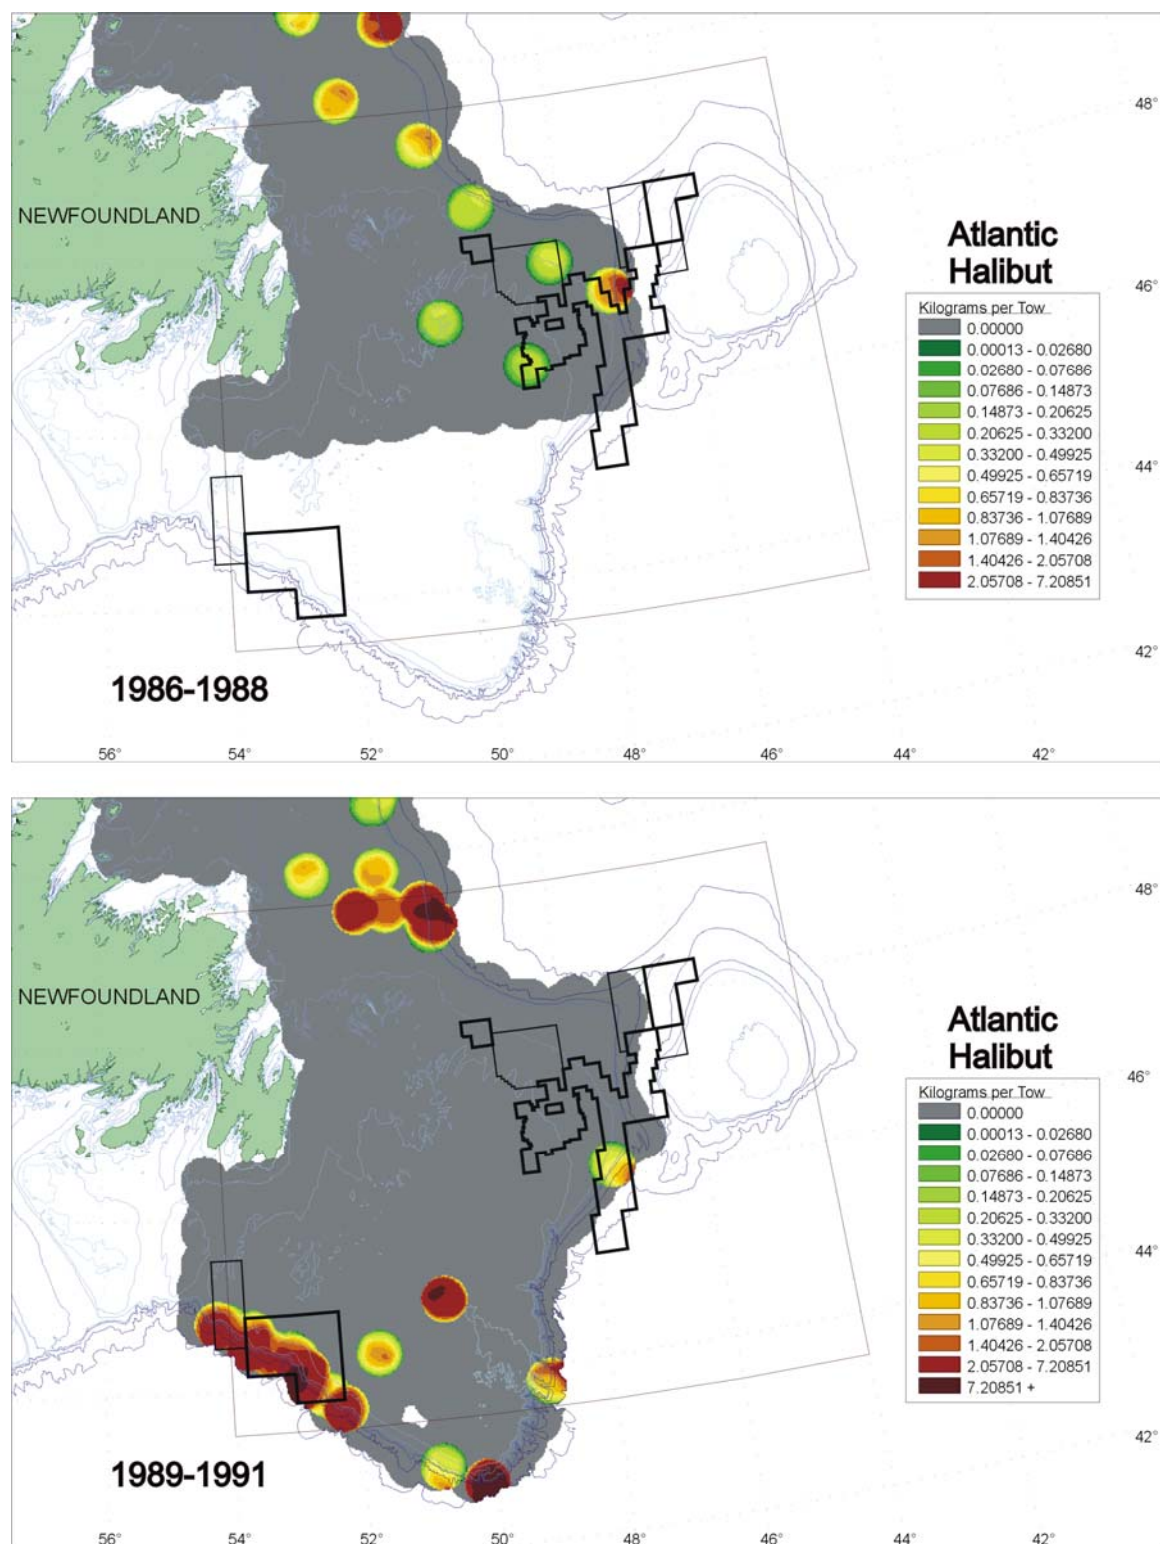 NEWFOUNDLAND
Atlantic
Halibut
Kilograms per Tow
0.00000
0.00013 - 0.02680
0.02680 - 0.07686
0.07686 - 0.14873
0.14873 - 0.20625
0.20625 - 0.33200
0.33200 - 0.49925
0.49925 - 0.65719
0.65719 - 0.83736
0.83736 - 1.07689
1.07689 - 1.40426
1.40426 - 2.05708
2.05708 - 7.20851
48°
46°
44°
42°
1986-1988
56° 54° 52° 50° 48° 46° 44° 42°
NEWFOUNDLAND
Atlantic
Halibut
Kilograms per Tow
0.00000
0.00013 - 0.02680
0.02680 - 0.07686
0.07686 - 0.14873
0.14873 - 0.20625
0.20625 - 0.33200
0.33200 - 0.49925
0.49925 - 0.65719
0.65719 - 0.83736
0.83736 - 1.07689
1.07689 - 1.40426
1.40426 - 2.05708
2.05708 - 7.20851
7.20851 +
48°
46°
44°
42°
1989-1991
56° 54° 52° 50° 48° 46° 44° 42°